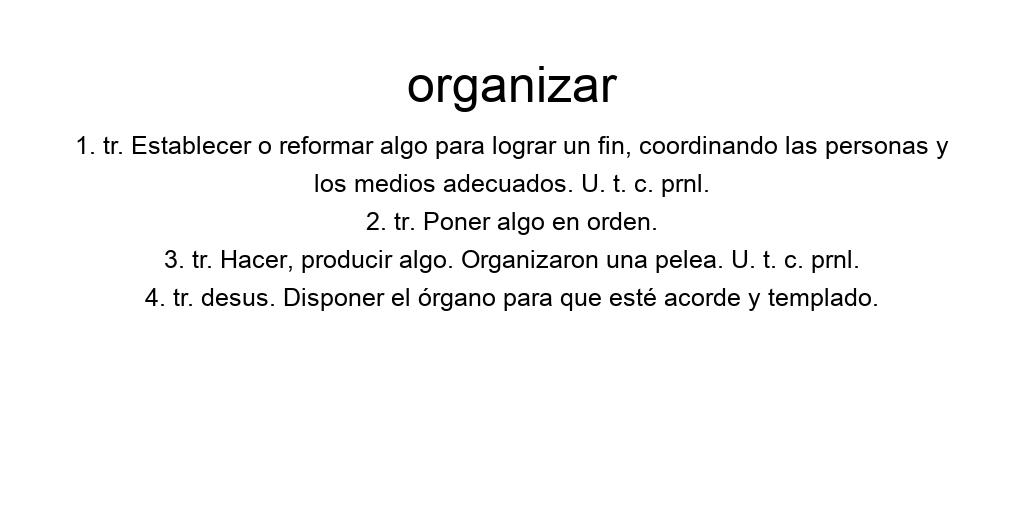 organizar
1. tr. Establecer o reformar algo para lograr un fin, coordinando las personas y
los medios adecuados. U. t. c. prnl.
2. tr. Poner algo en orden.
3. tr. Hacer, producir algo. Organizaron una pelea. U. t. c. prnl.
4. tr. desus. Disponer el órgano para que esté acorde y templado.